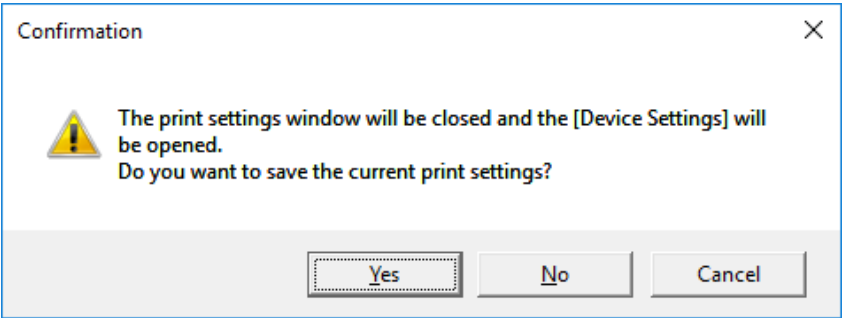 Confirmation
The print settings window will be closed and the [Device Settings] will
be opened.
Do you want to save the current print settings?
Yes
No
Cancel